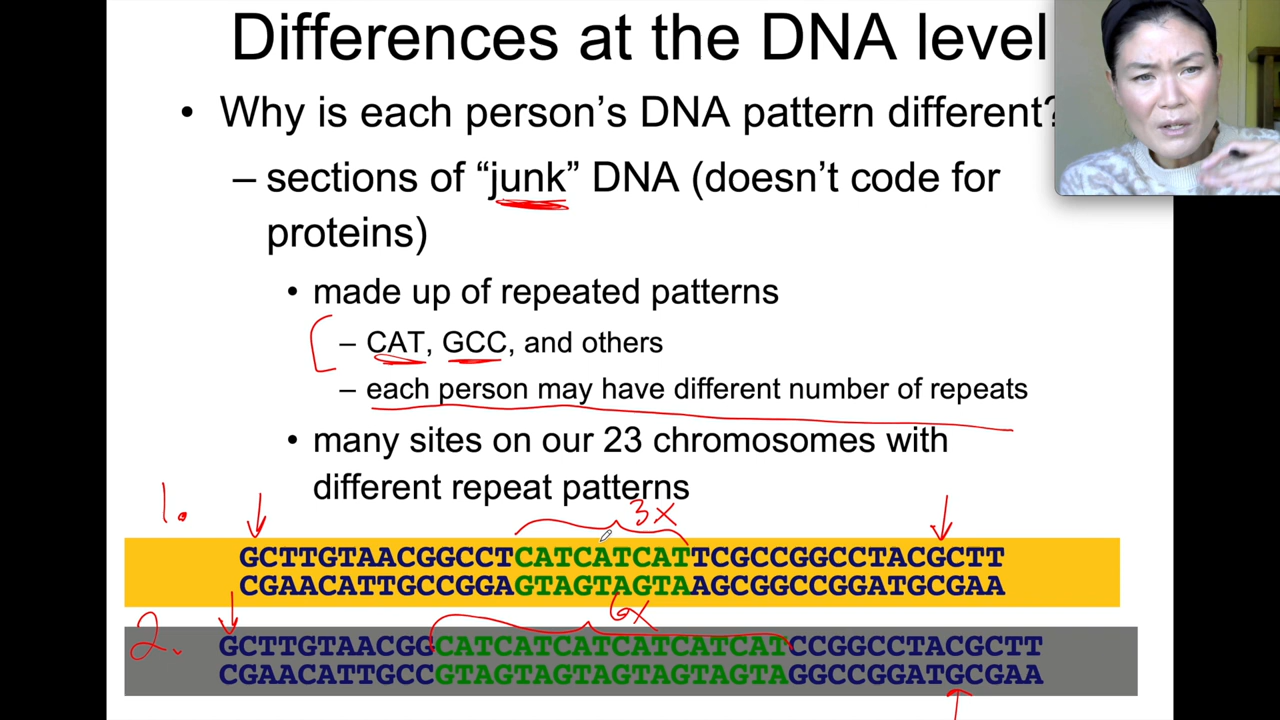 Differences at the DNA level
• Why is each person's DNA pattern different?
– sections of “junk” DNA (doesn't code for
proteins)
• made up of repeated patterns
– CAT, GCC, and others
– each person may have different number of repeats
• many sites on our 23 chromosomes with
different repeat patterns
1.
3x
GCTTGTAACGGCCTCATCATCATTCGCCGGCCTACGCTT
CGAACATTGCCGGAGTAGTAGTAAGCGGCCGGATGCGAA
6x
2.
GCTTGTAACGGCATCATCATCATCATCATCCGGCCTACGCTT
CGAACATTGCCGTAGTAGTAGTAGTAGTAGGCCGGATGCGAA